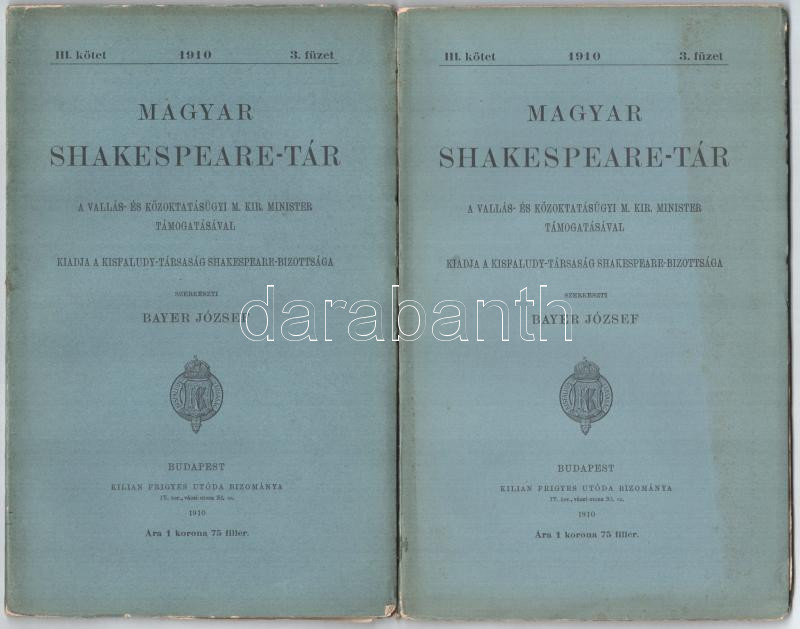 III. kötet 1910 3. füzet
MAGYAR
SHAKESPEARE-TÁR
A VALLÁS- ÉS KÖZOKTATÁSÜGYI M. KIR. MINISTER
TÁMOGATÁSÁVAL
KIADJA A KISFALUDY-TÁRSASÁG SHAKESPEARE-BIZOTTSÁGA
SZERKESZTI
BAYER JÓZSEF
BUDAPEST
KILIAN FRIGYES UTÓDA BIZOMÁNYA
1910
Ára 1 korona 75 fillér.
III. kötet 1910 3. füzet
MAGYAR
SHAKESPEARE-TÁR
A VALLÁS- ÉS KÖZOKTATÁSÜGYI M. KIR. MINISTER
TÁMOGATÁSÁVAL
KIADJA A KISFALUDY-TÁRSASÁG SHAKESPEARE-BIZOTTSÁGA
SZERKESZTI
BAYER JÓZSEF
BUDAPEST
KILIAN FRIGYES UTÓDA BIZOMÁNYA
1910
Ára 1 korona 75 fillér.
darabanth